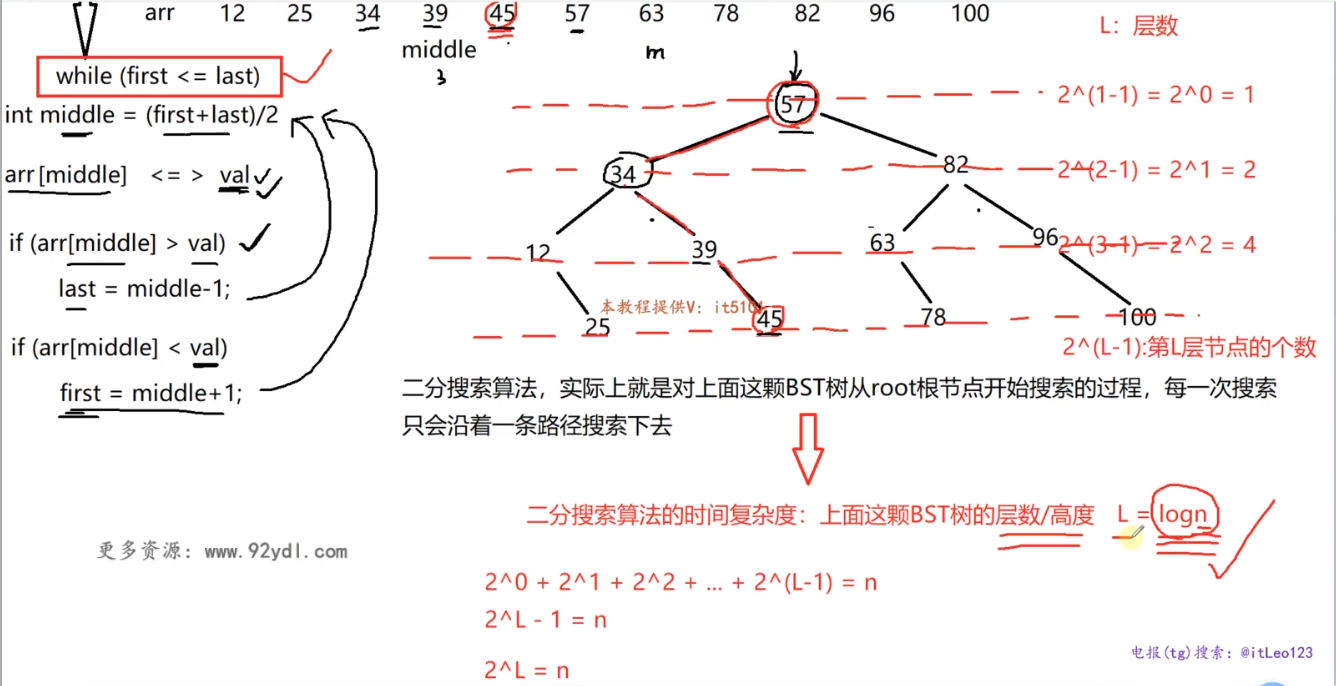 arr 12 25 34 39 45 57 63 78 82 96 100
L：层数
middle
3
m
while (first <= last)
int middle = (first+last)/2
arr[middle] <= > val
if (arr[middle] > val)
last = middle-1;
if (arr[middle] < val)
first = middle+1;
57
2^(1-1) = 2^0 = 1
34 82
2^(2-1) = 2^1 = 2
12 39 63 96
2^(3-1) = 2^2 = 4
本教程提供V：it5101
25 45 78 100
2^(L-1):第L层节点的个数
二分搜索算法，实际上就是对上面这颗BST树从root根节点开始搜索的过程，每一次搜索
只会沿着一条路径搜索下去
二分搜索算法的时间复杂度：上面这颗BST树的层数/高度 L = logn
更多资源：www.92ydl.com
2^0 + 2^1 + 2^2 + ... + 2^(L-1) = n
2^L - 1 = n
2^L = n
电报(tg)搜索：@itLeo123